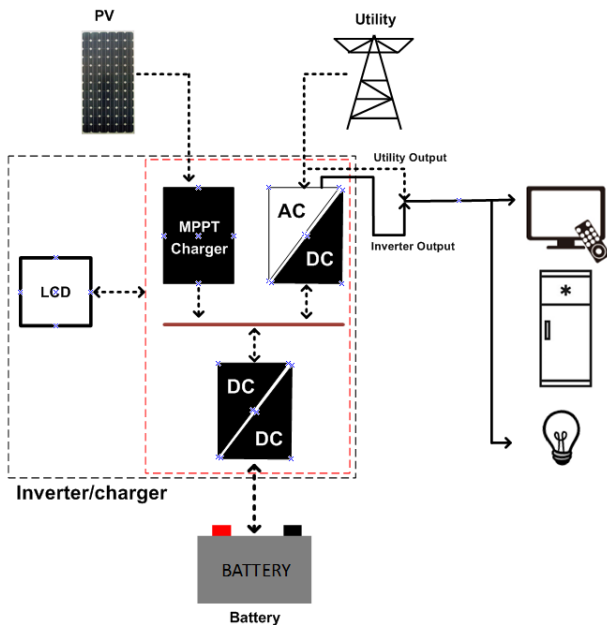 PV
Utility
Utility Output
MPPT
Charger
AC
DC
Inverter Output
LCD
DC
DC
Inverter/charger
BATTERY
Battery